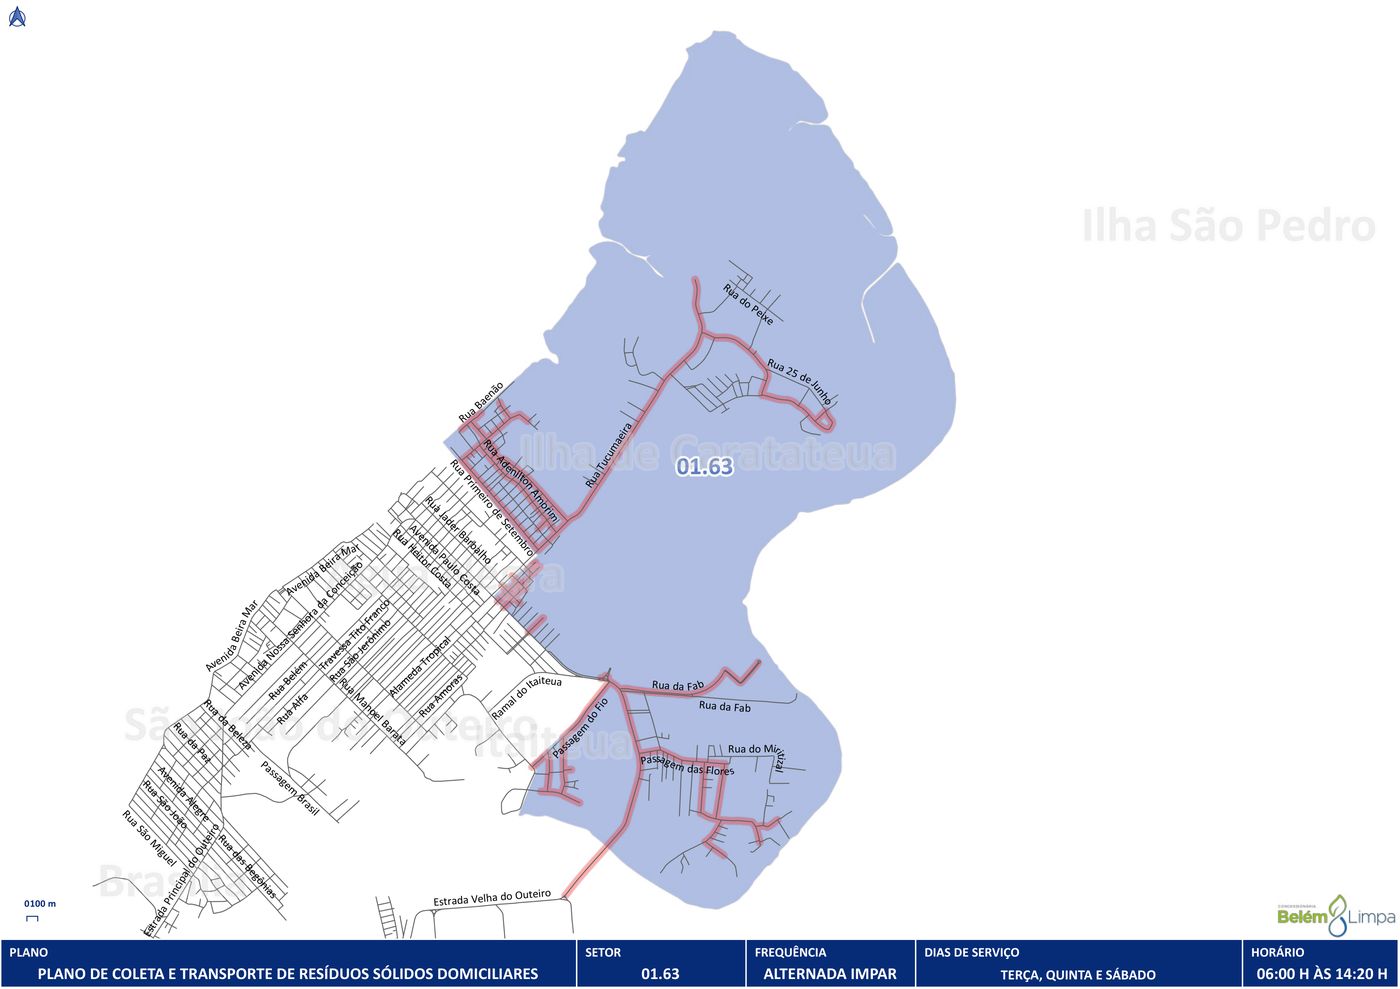 Ilha São Pedro
Rua do Peixe
Rua 25 de Junho
Rua Baenão
Rua Tucumaeira
Ilha de Caratateua
01.63
Rua Adenilton Amorim
Rua Primeiro de Setembro
Rua Jader Barbalho
Avenida Paulo Costa
Rua Heitor Costa
Avenida Beira Mar
Avenida Nossa Senhora da Conceição
Avenida Beira Mar
Travessa Tito Franco
Rua São Jerônimo
Rua Belém
Alameda Tropical
Rua Alfa
Rua Manoel Barata
Rua Amoras
Ramal do Itaiteua
Rua da Fab
Rua da Fab
Passagem do Fio
Itaiteua
Rua da Beleza
Rua da Paz
Rua do Miritizal
Passagem das Flores
Passagem Brasil
Avenida Alegre
Rua São João
Rua São Miguel
Rua das Begônias
Estrada Principal do Outeiro
Estrada Velha do Outeiro
0100 m
CONCESSIONÁRIA
Belém Limpa
PLANO
PLANO DE COLETA E TRANSPORTE DE RESÍDUOS SÓLIDOS DOMICILIARES
SETOR
01.63
FREQUÊNCIA
ALTERNADA IMPAR
DIAS DE SERVIÇO
TERÇA, QUINTA E SÁBADO
HORÁRIO
06:00 H ÀS 14:20 H